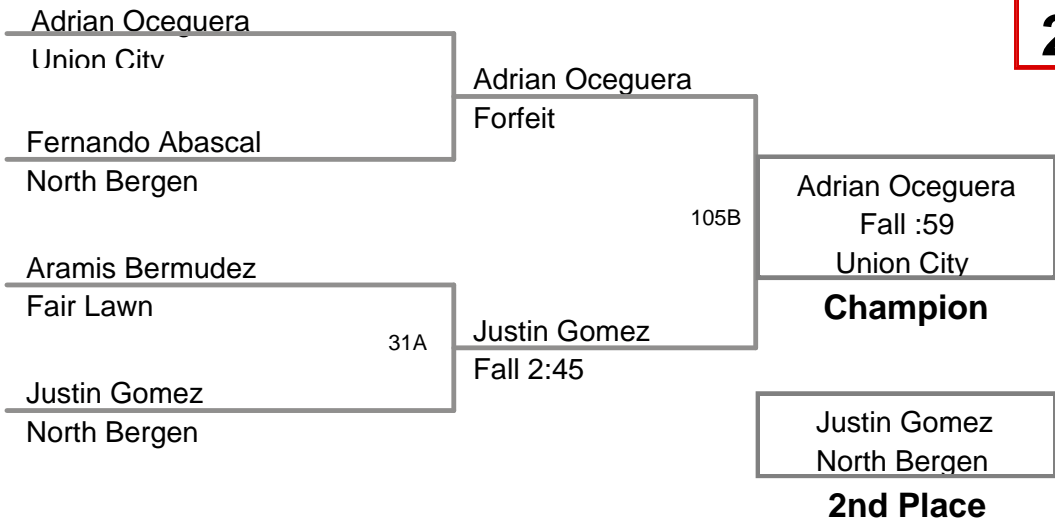 Adrian Oceguera
Union City
Adrian Oceguera
Forfeit
Fernando Abascal
North Bergen
Adrian Oceguera
Fall :59
Union City
Champion
105B
Aramis Bermudez
Fair Lawn
31A
Justin Gomez
Fall 2:45
Justin Gomez
North Bergen
Justin Gomez
North Bergen
2nd Place